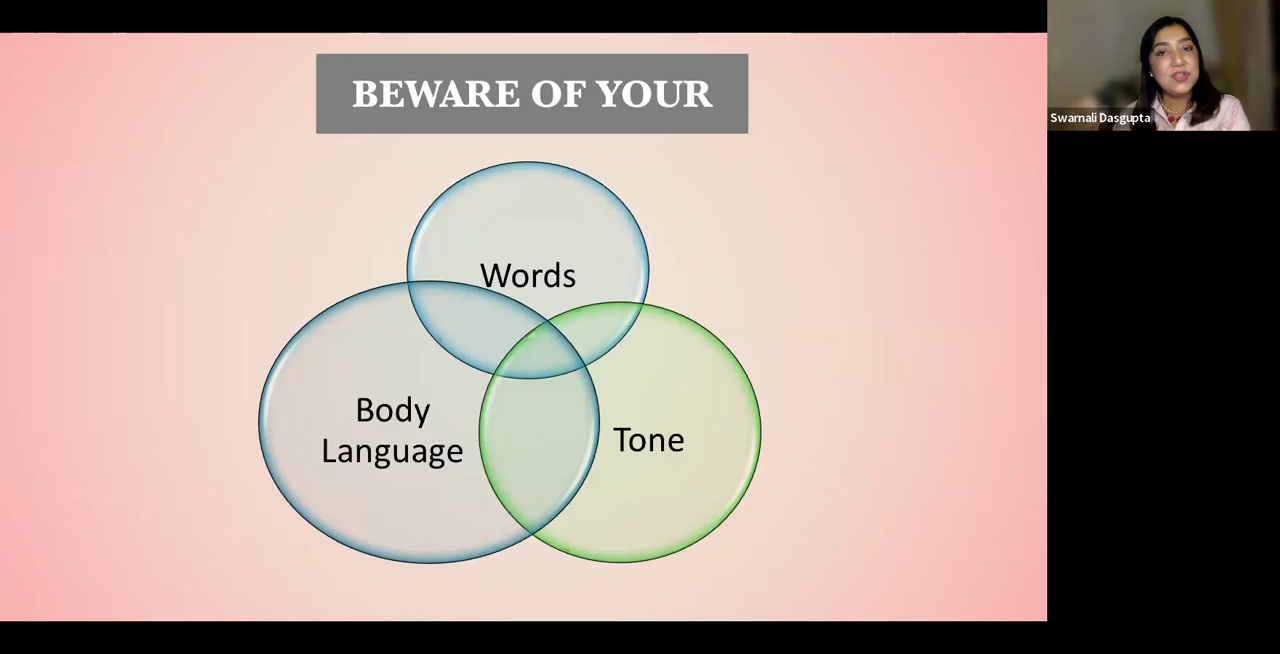 BEWARE OF YOUR
Words
Body
Language
Tone
Swarnali Dasgupta